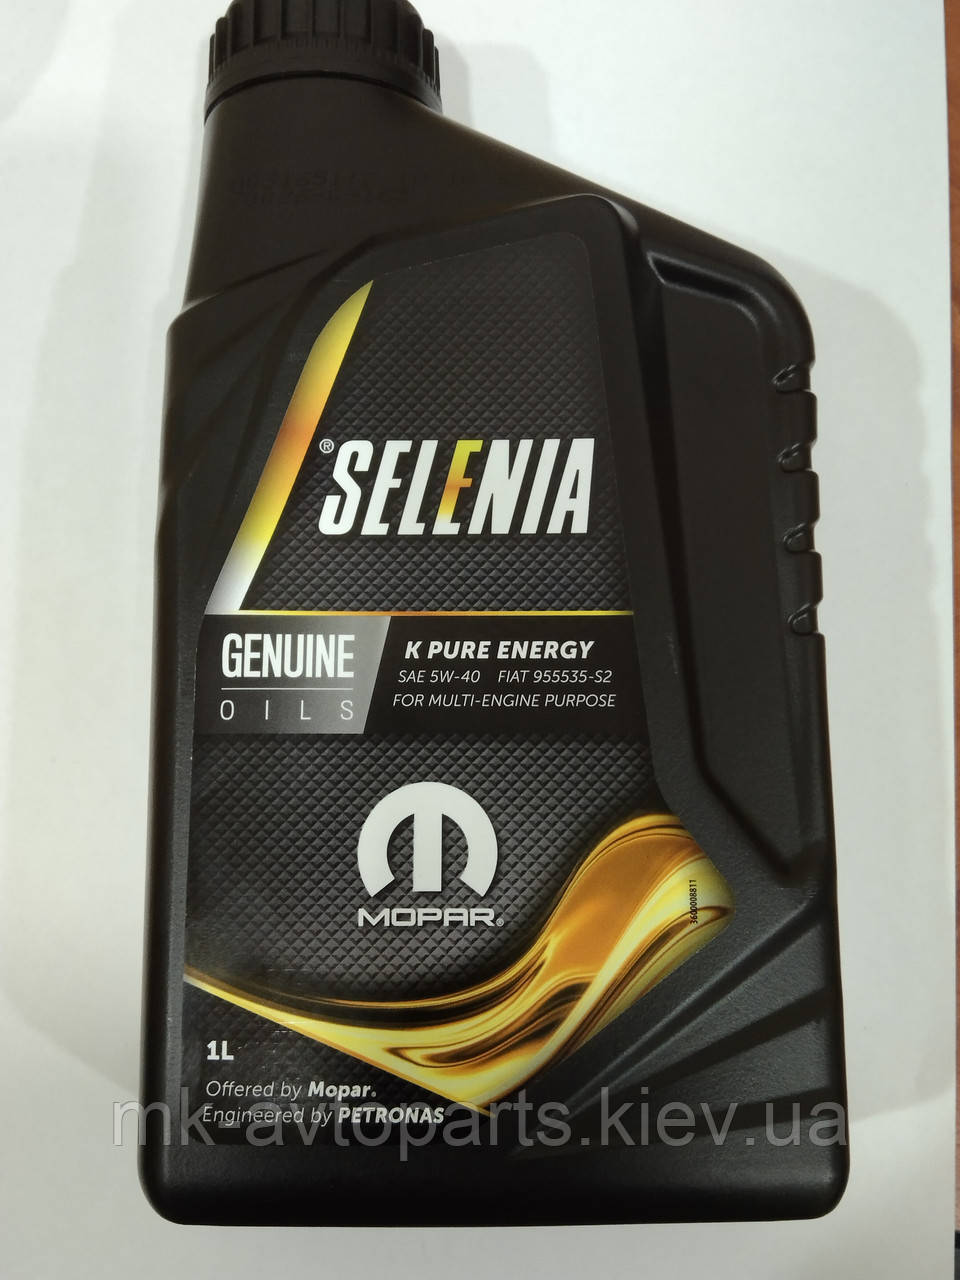 ®SELENIA
GENUINE
OILS
K PURE ENERGY
SAE 5W-40 FIAT 955535-S2
FOR MULTI-ENGINE PURPOSE
MOPAR®
3600008811
1L
Offered by Mopar®
Engineered by PETRONAS
mk-avtoparts.kiev.ua